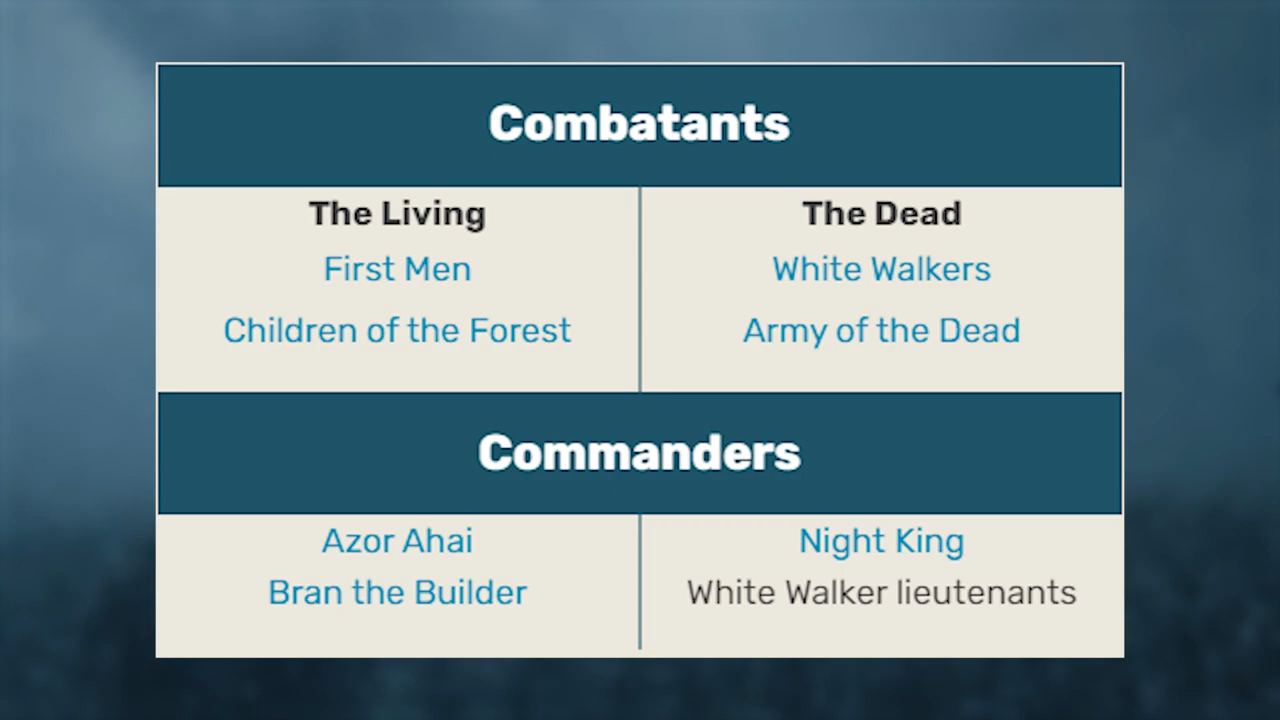 Combatants
The Living
The Dead
First Men
White Walkers
Children of the Forest
Army of the Dead
Commanders
Azor Ahai
Night King
Bran the Builder
White Walker lieutenants